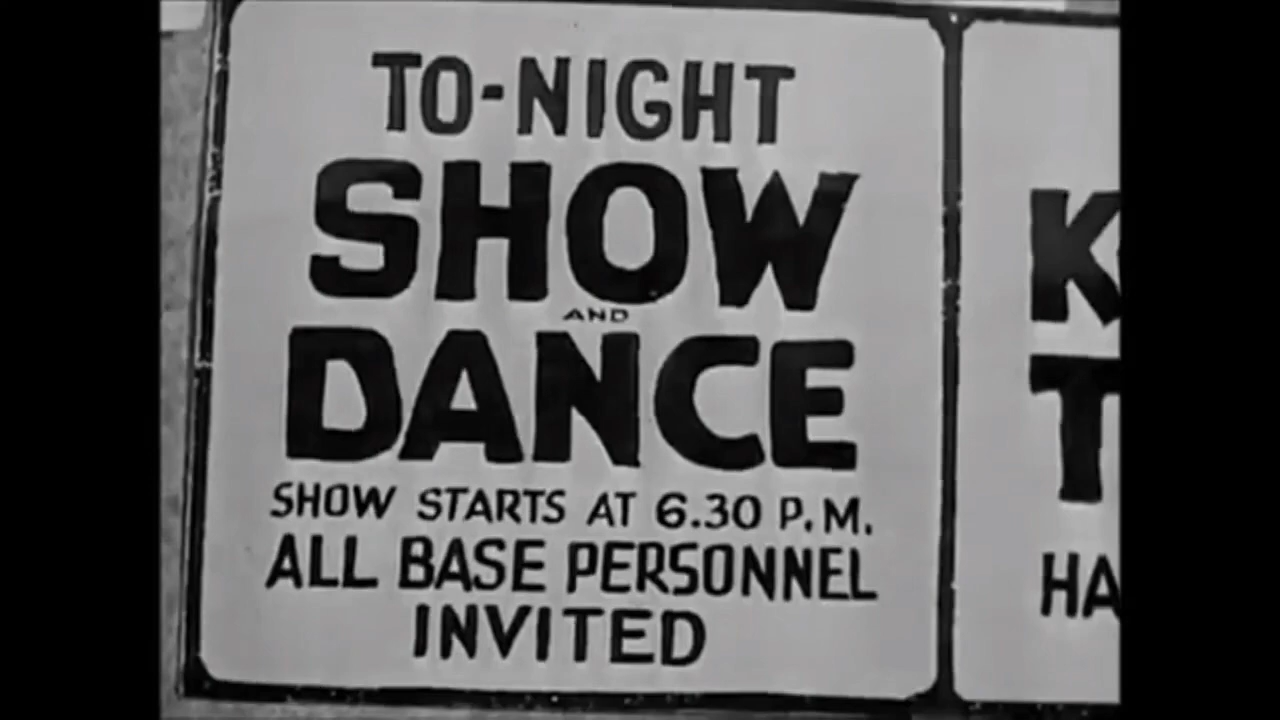 TO-NIGHT
SHOW
AND
DANCE
SHOW STARTS AT 6.30 P.M.
ALL BASE PERSONNEL
INVITED